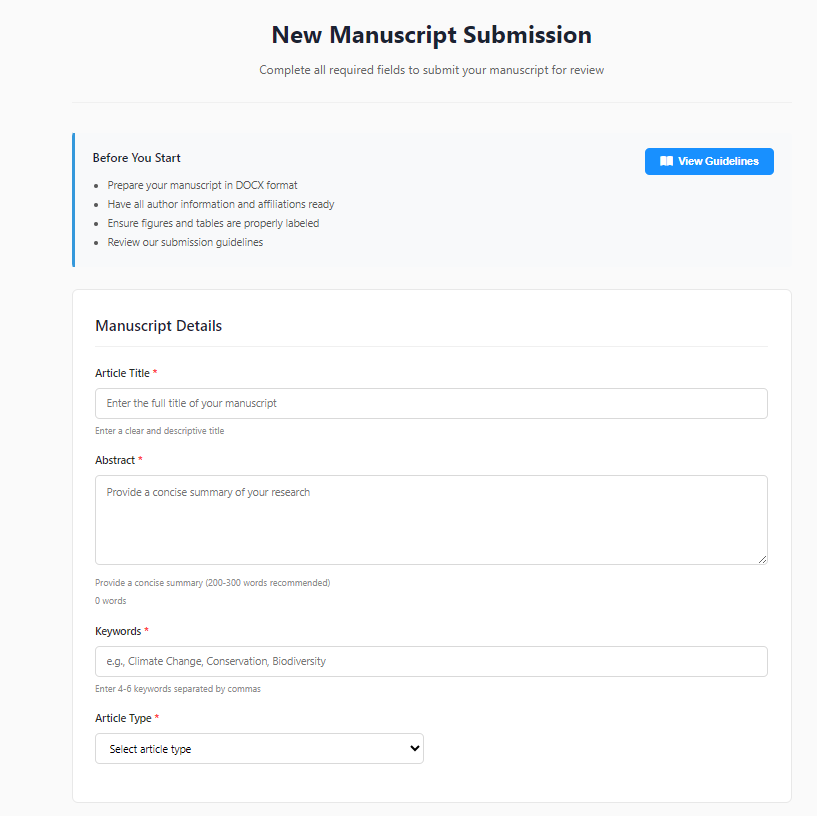 New Manuscript Submission
Complete all required fields to submit your manuscript for review
Before You Start
View Guidelines
Prepare your manuscript in DOCX format
Have all author information and affiliations ready
Ensure figures and tables are properly labeled
Review our submission guidelines
Manuscript Details
Article Title *
Enter the full title of your manuscript
Enter a clear and descriptive title
Abstract *
Provide a concise summary of your research
Provide a concise summary (200-300 words recommended)
0 words
Keywords *
e.g., Climate Change, Conservation, Biodiversity
Enter 4-6 keywords separated by commas
Article Type *
Select article type